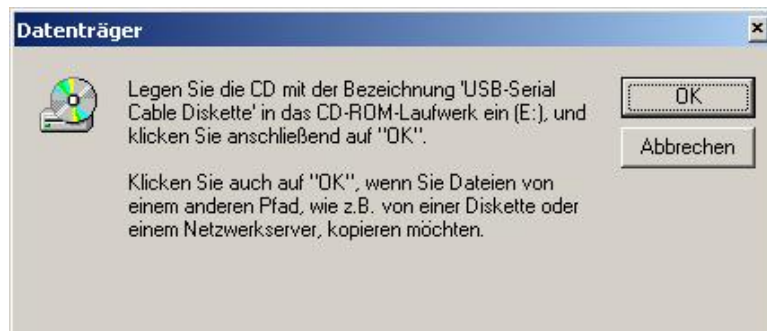 Datenträger
Legen Sie die CD mit der Bezeichnung 'USB-Serial
Cable Diskette' in das CD-ROM-Laufwerk ein (E:), und
klicken Sie anschließend auf "OK".
Klicken Sie auch auf "OK", wenn Sie Dateien von
einem anderen Pfad, wie z.B. von einer Diskette oder
einem Netzwerkserver, kopieren möchten.
OK
Abbrechen